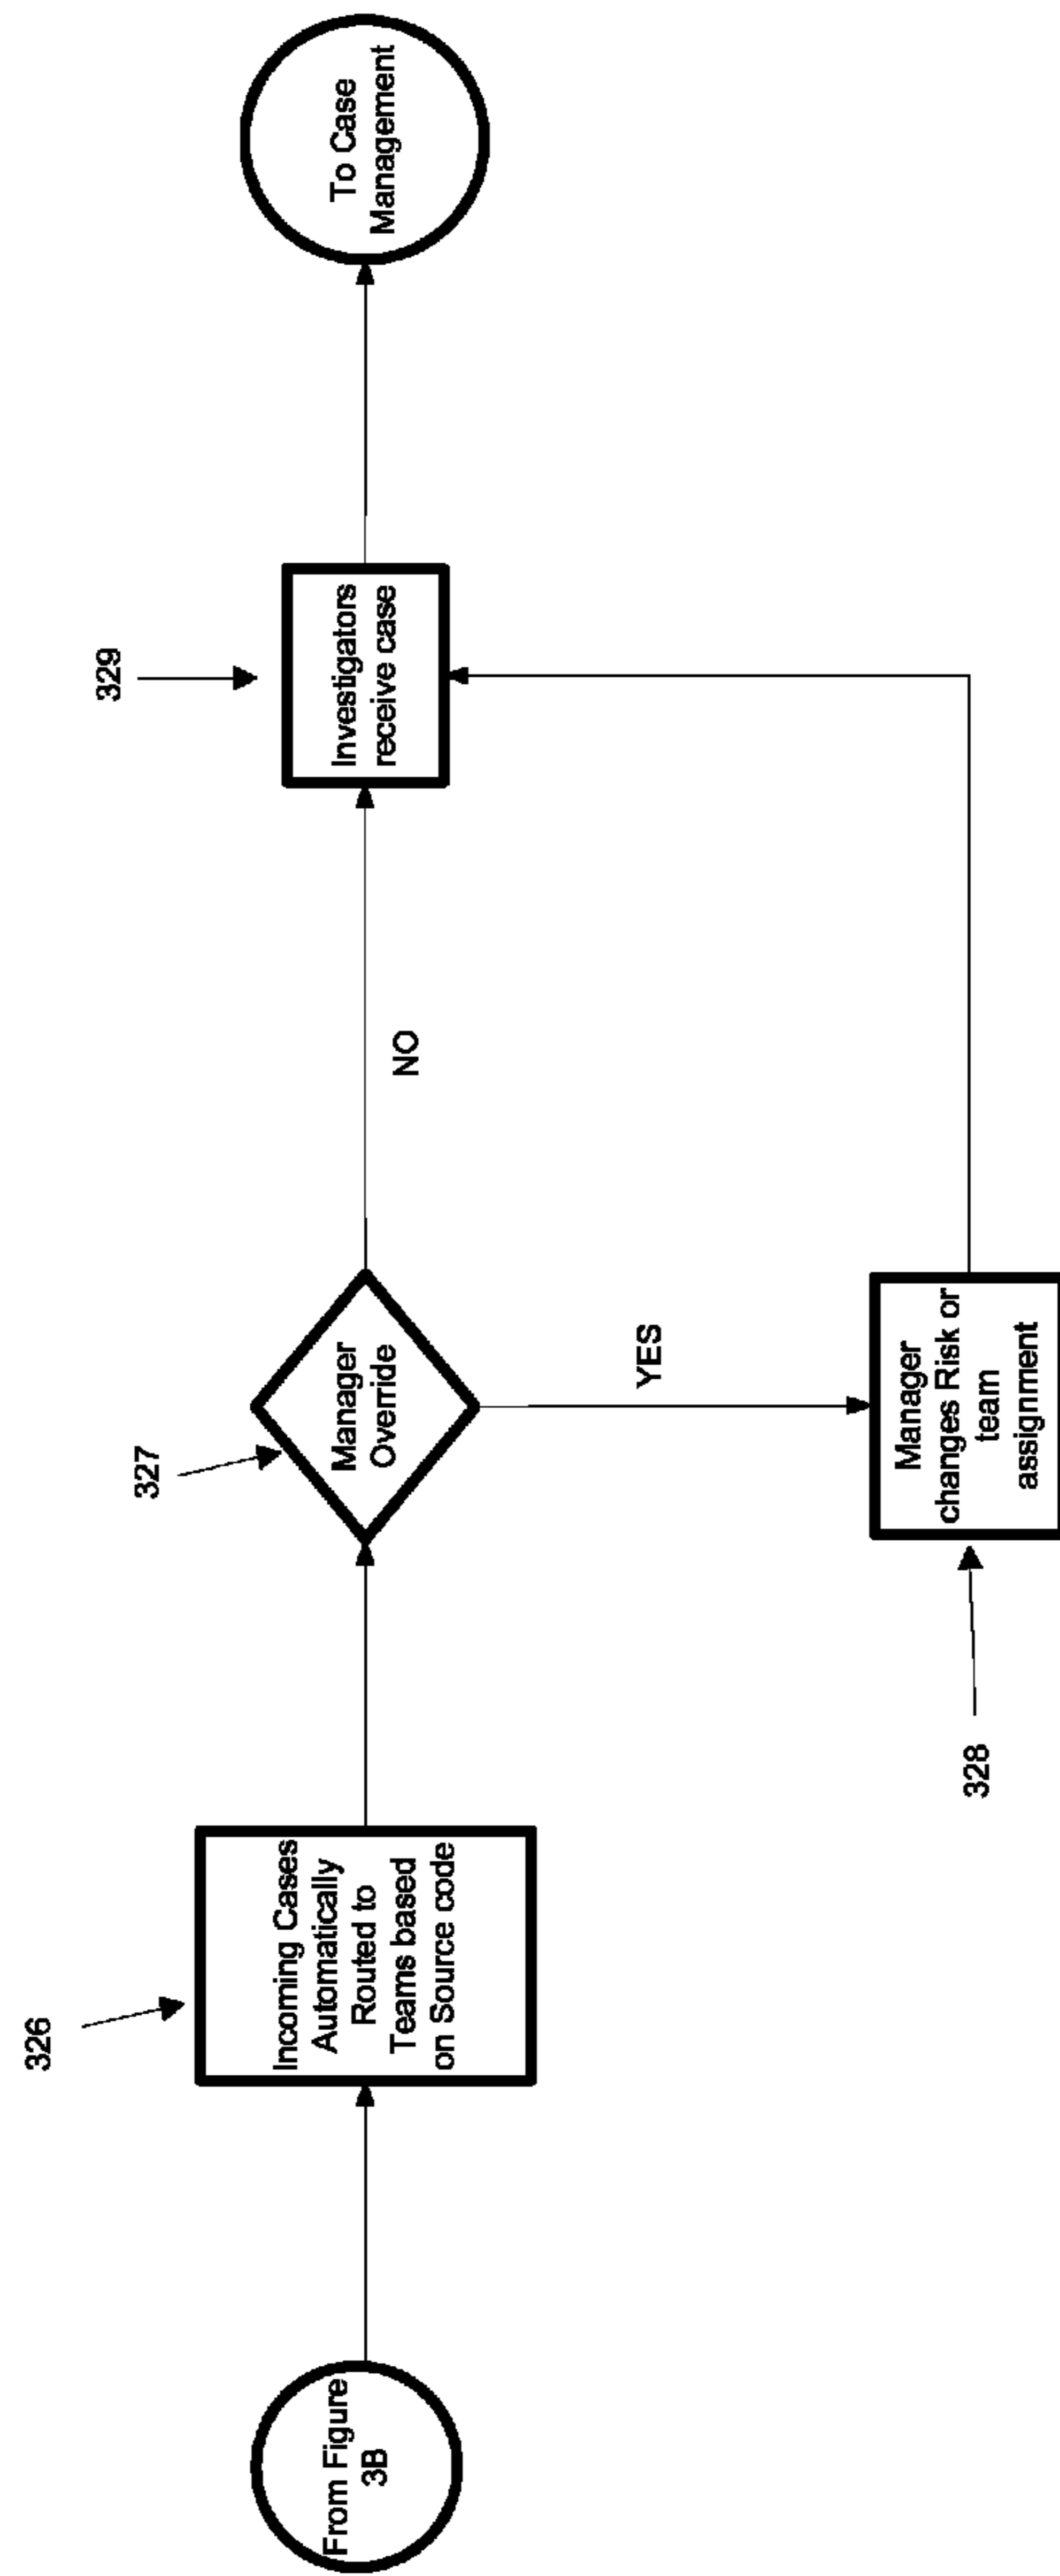 From Figure
3B
326
Incoming Cases
Automatically
Routed to
Teams based
on Source code
327
Manager
Override
NO
YES
328
Manager
changes Risk or
team
assignment
329
Investigators
receive case
To Case
Management